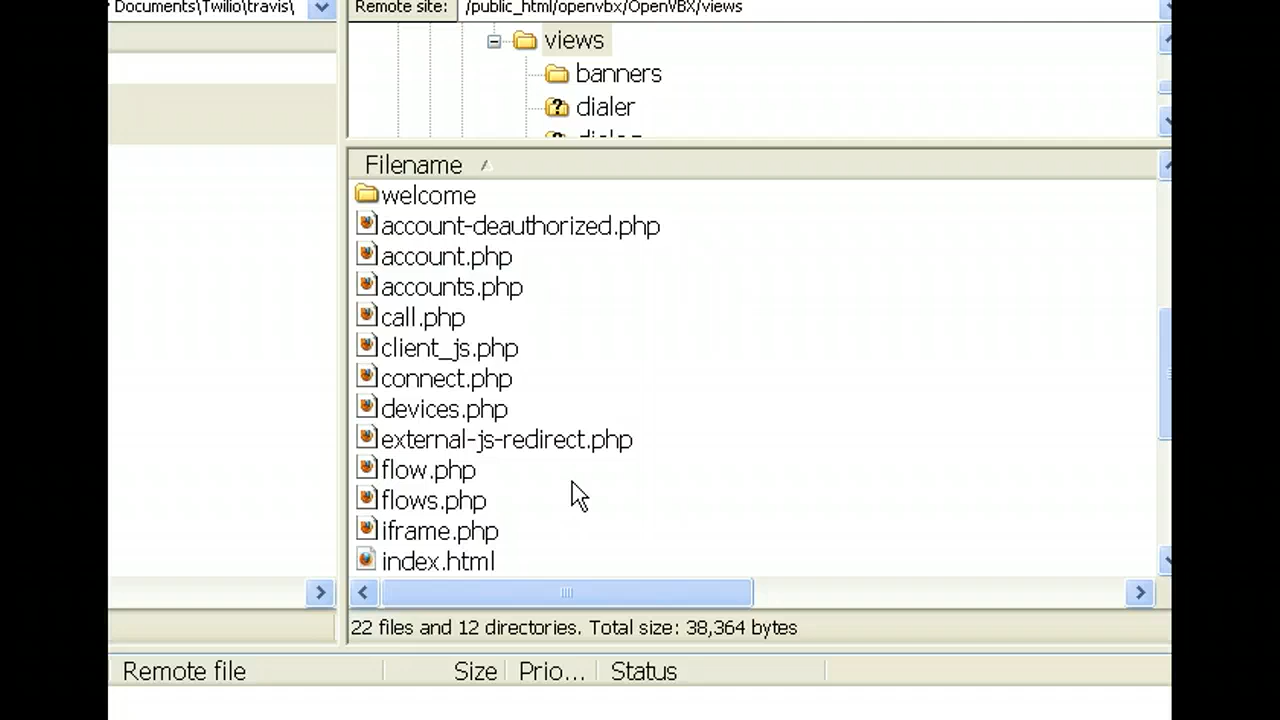 Documents\Twilio\travis\
Remote site: /public_html/openvbx/OpenVBX/views
views
banners
dialer
Filename
welcome
account-deauthorized.php
account.php
accounts.php
call.php
client_js.php
connect.php
devices.php
external-js-redirect.php
flow.php
flows.php
iframe.php
index.html
22 files and 12 directories. Total size: 38,364 bytes
Remote file Size Prio... Status